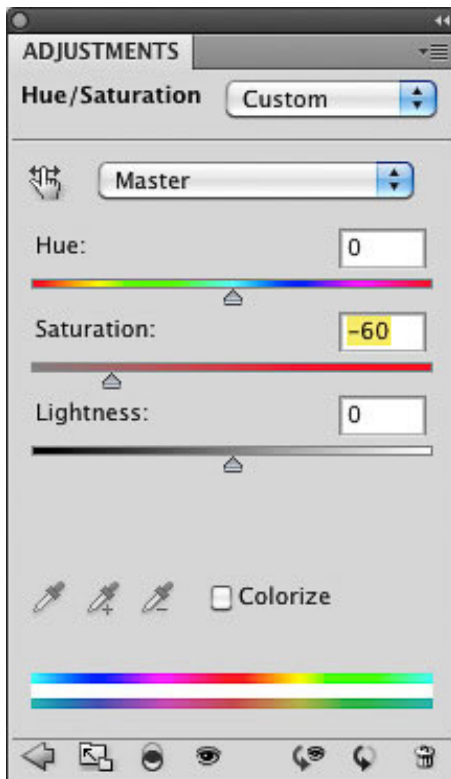 ADJUSTMENTS
Hue/Saturation Custom
Master
Hue: 0
Saturation: -60
Lightness: 0
Colorize